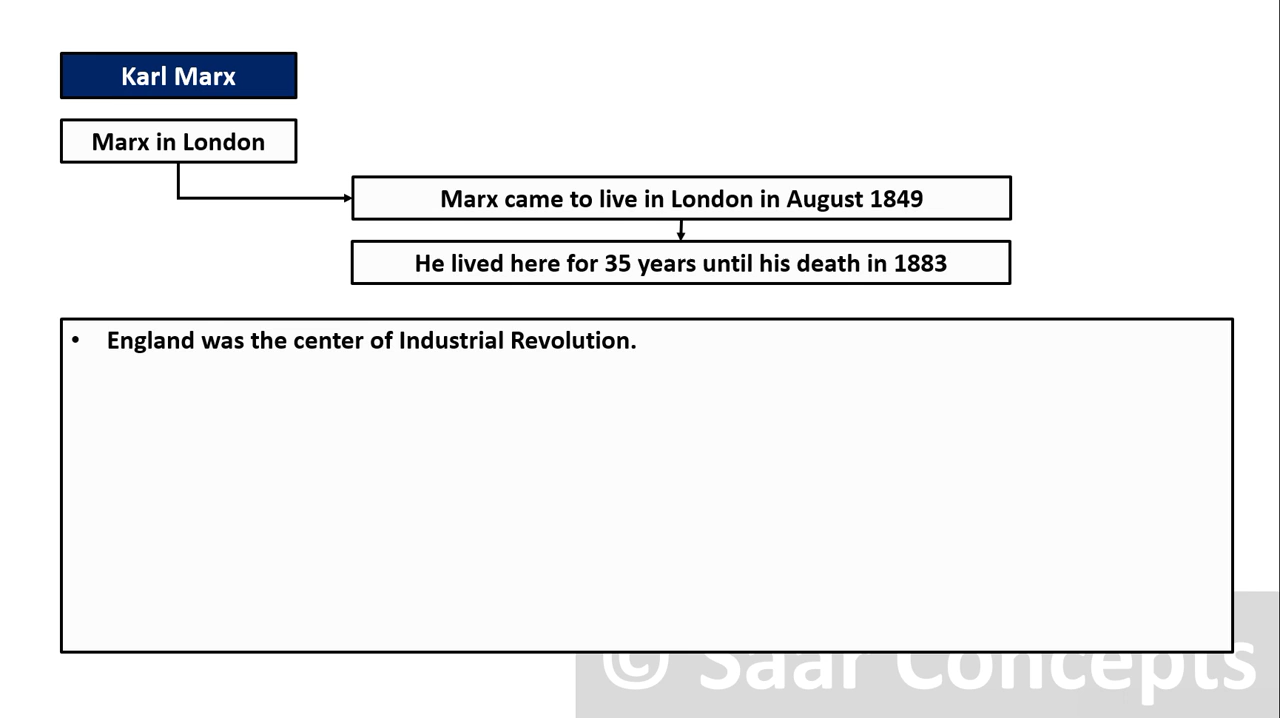 Karl Marx
Marx in London
Marx came to live in London in August 1849
He lived here for 35 years until his death in 1883
• England was the center of Industrial Revolution.
© Saar Concepts